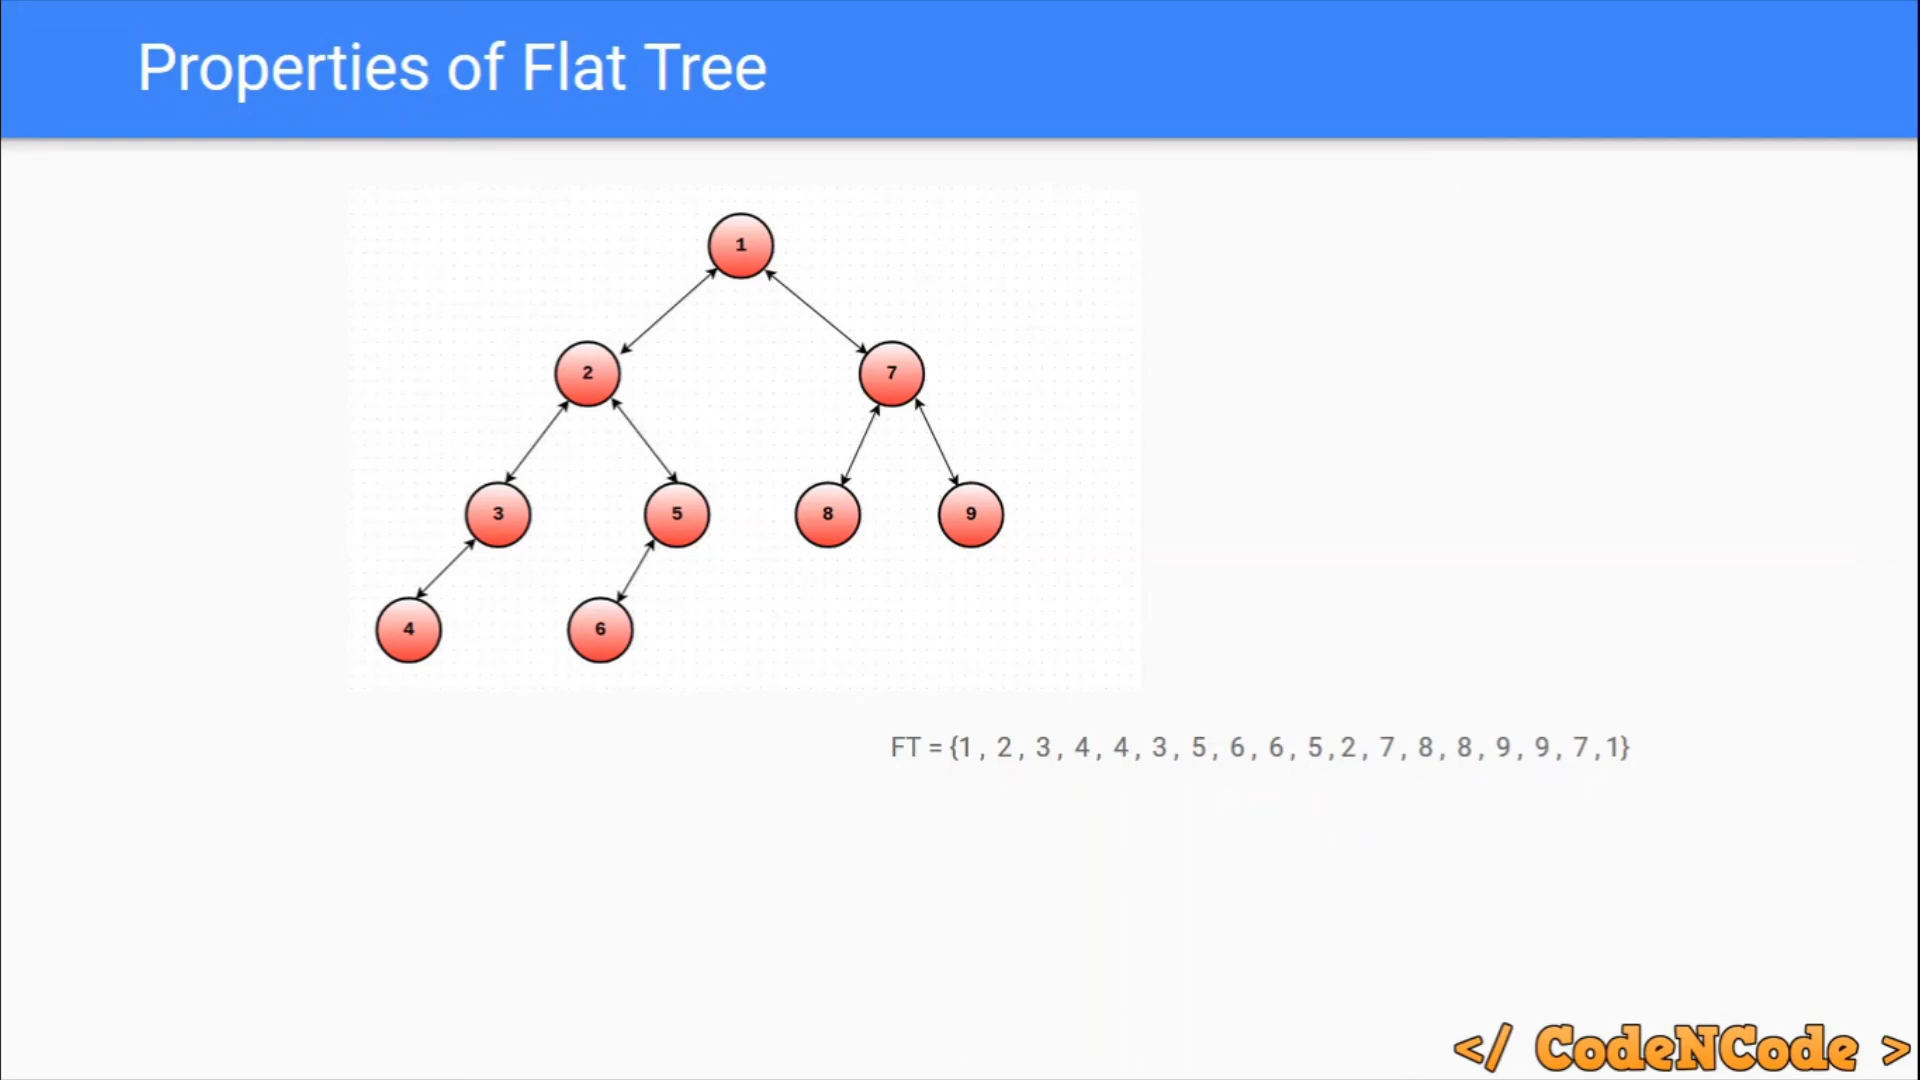 Properties of Flat Tree
1
2 7
3 5 8 9
4 6
FT = {1 , 2 , 3 , 4 , 4 , 3 , 5 , 6 , 6 , 5 , 2 , 7 , 8 , 8 , 9 , 9 , 7 , 1}
</ CodeNCode >